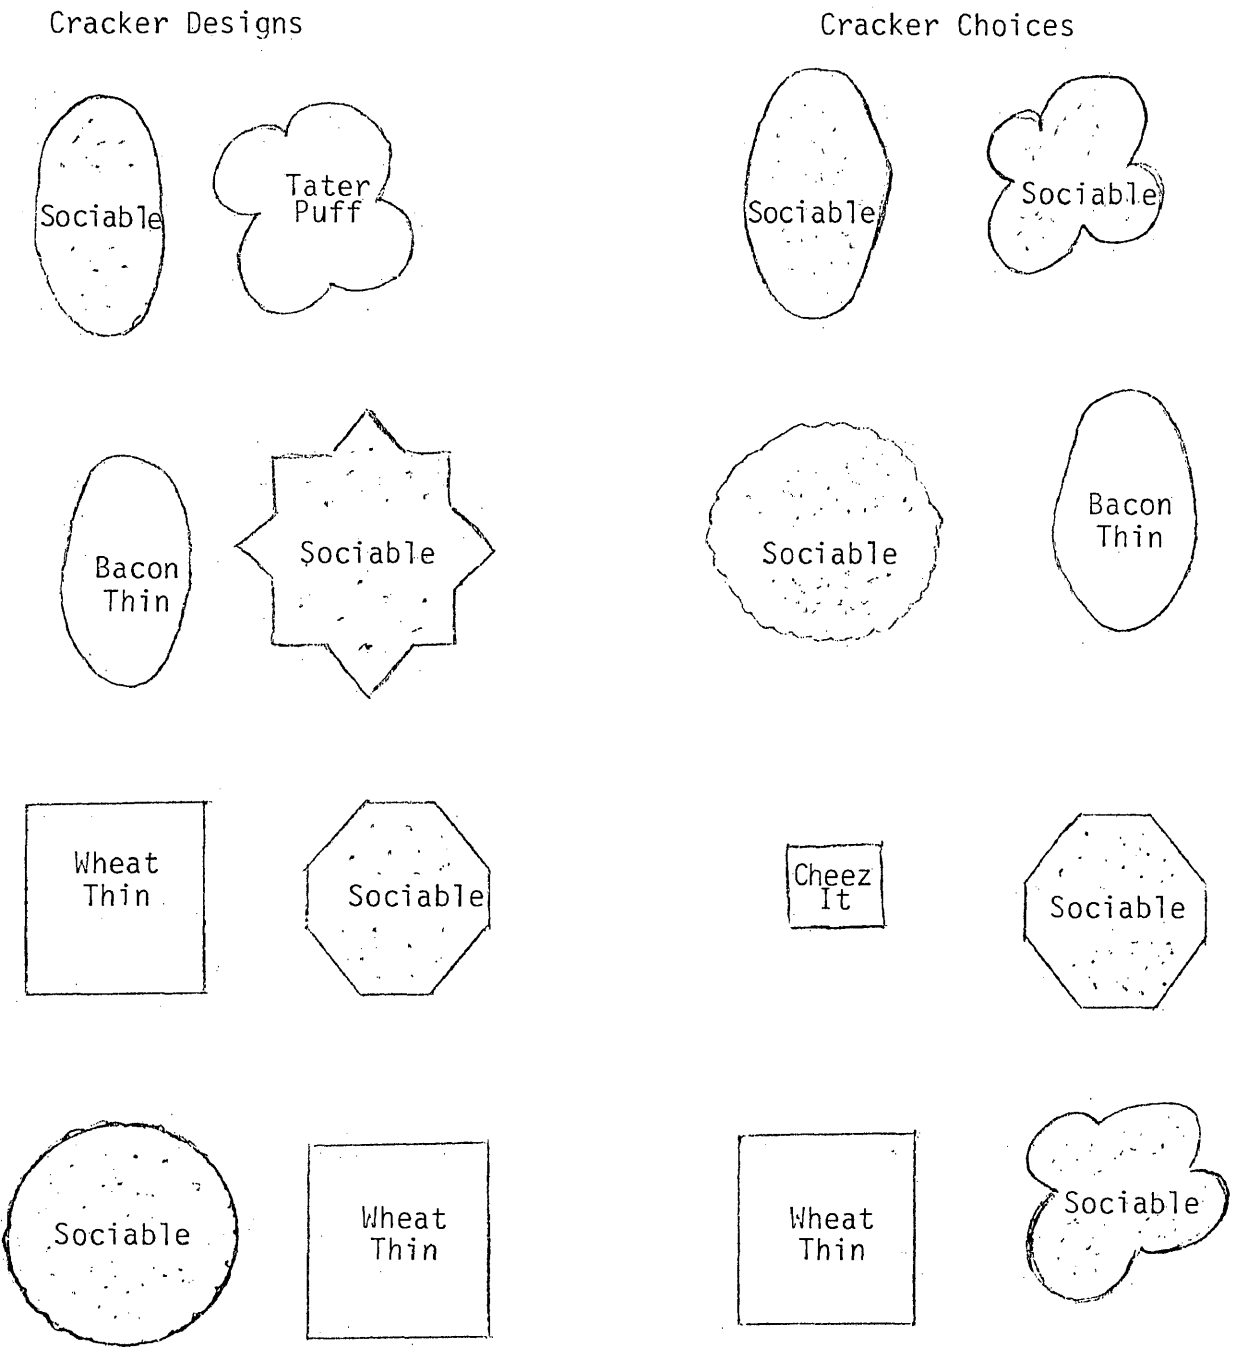 Cracker Designs
Cracker Choices
Sociable
Tater
Puff
Sociable
Sociable
Bacon
Thin
Sociable
Sociable
Bacon
Thin
Wheat
Thin
Sociable
Cheez
It
Sociable
Sociable
Wheat
Thin
Wheat
Thin
Sociable